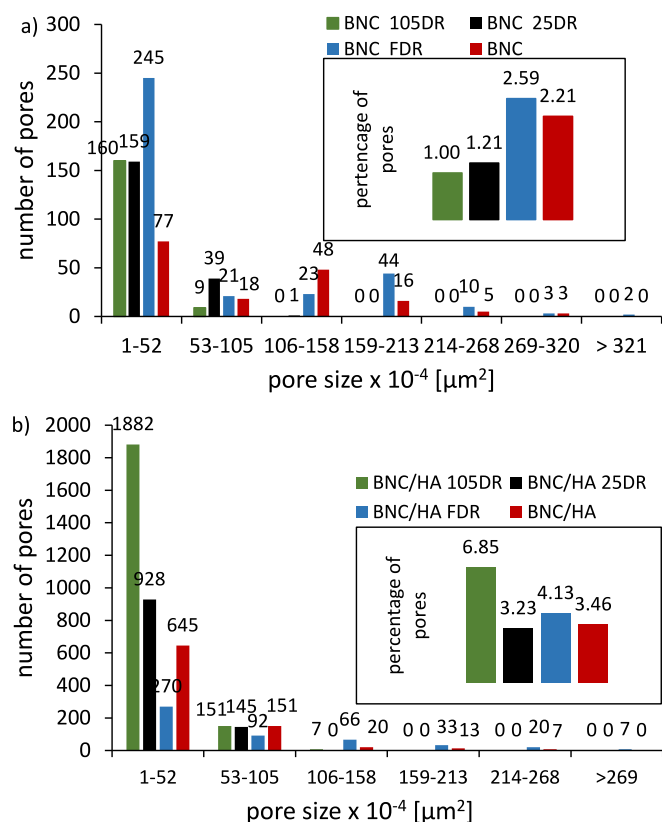 a)
BNC 105DR BNC 25DR
BNC FDR BNC
number of pores
300
250
200
150
100
50
0
160 159 245 77
9 39 21 18
0 1 23 48
0 0 44 16
0 0 10 5
0 0 3 3
0 0 2 0
pertencage of
pores
1.00 1.21 2.59 2.21
1-52 53-105 106-158 159-213 214-268 269-320 > 321
pore size x 10-4 [µm2]
b)
BNC/HA 105DR BNC/HA 25DR
BNC/HA FDR BNC/HA
number of pores
2000
1800
1600
1400
1200
1000
800
600
400
200
0
1882 928 270 645
151 145 92 151
7 0 66 20
0 0 33 13
0 0 20 7
0 0 7 0
percentage of
pores
6.85 3.23 4.13 3.46
1-52 53-105 106-158 159-213 214-268 >269
pore size x 10-4 [µm2]